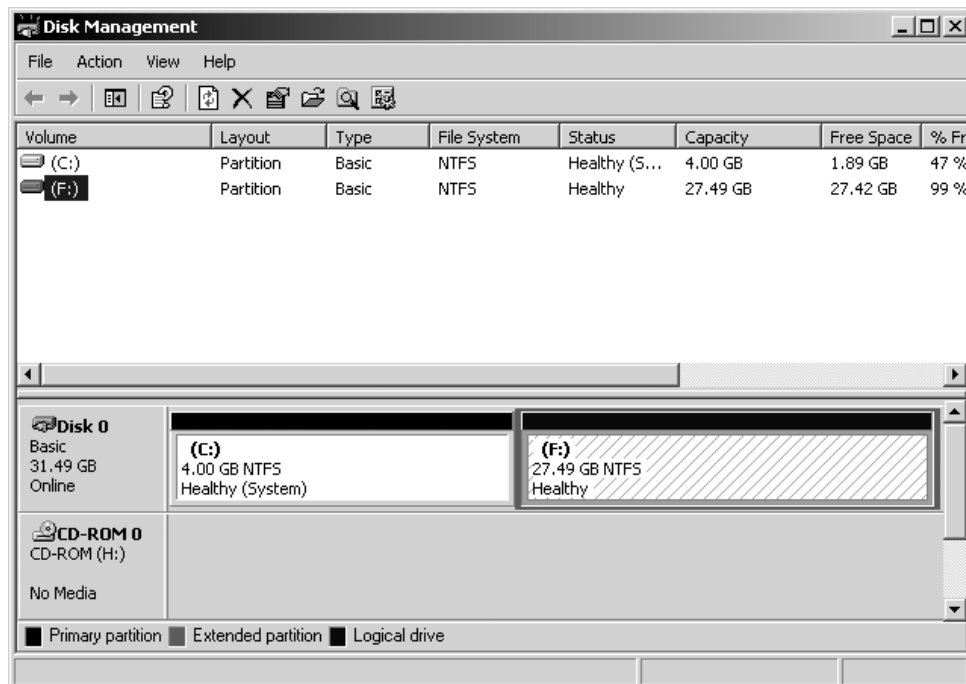 Disk Management
File Action View Help
Volume Layout Type File System Status Capacity Free Space % Fr
(C:) Partition Basic NTFS Healthy (S... 4.00 GB 1.89 GB 47 %
(F:) Partition Basic NTFS Healthy 27.49 GB 27.42 GB 99 %
Disk 0
Basic
31.49 GB
Online
(C:)
4.00 GB NTFS
Healthy (System)
(F:)
27.49 GB NTFS
Healthy
CD-ROM 0
CD-ROM (H:)
No Media
Primary partition Extended partition Logical drive